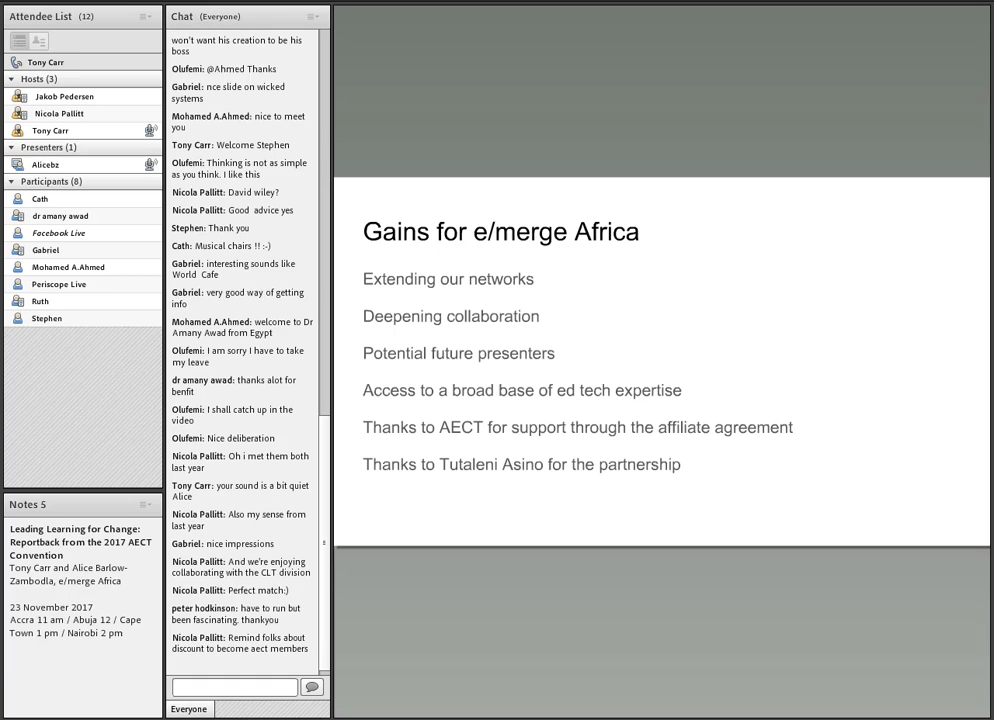 Attendee List (12)
Tony Carr
Hosts (3)
Jakob Pedersen
Nicola Pallitt
Tony Carr
Presenters (1)
Alicebz
Participants (8)
Cath
dr amany awad
Facebook Live
Gabriel
Mohamed A.Ahmed
Periscope Live
Ruth
Stephen
Notes 5
Leading Learning for Change:
Reportback from the 2017 AECT
Convention
Tony Carr and Alice Barlow-
Zambodla, e/merge Africa
23 November 2017
Accra 11 am / Abuja 12 / Cape
Town 1 pm / Nairobi 2 pm
Chat (Everyone)
won't want his creation to be his
boss
Olufemi: @Ahmed Thanks
Gabriel: nce slide on wicked
systems
Mohamed A.Ahmed: nice to meet
you
Tony Carr: Welcome Stephen
Olufemi: Thinking is not as simple
as you think. I like this
Nicola Pallitt: David wiley?
Nicola Pallitt: Good advice yes
Stephen: Thank you
Cath: Musical chairs !! :-)
Gabriel: interesting sounds like
World Cafe
Gabriel: very good way of getting
info
Mohamed A.Ahmed: welcome to Dr
Amany Awad from Egypt
Olufemi: I am sorry I have to take
my leave
dr amany awad: thanks alot for
benfit
Olufemi: I shall catch up in the
video
Olufemi: Nice deliberation
Nicola Pallitt: Oh i met them both
last year
Tony Carr: your sound is a bit quiet
Alice
Nicola Pallitt: Also my sense from
last year
Gabriel: nice impressions
Nicola Pallitt: And we're enjoying
collaborating with the CLT division
Nicola Pallitt: Perfect match:)
peter hodkinson: have to run but
been fascinating. thankyou
Nicola Pallitt: Remind folks about
discount to become aect members
Everyone
Gains for e/merge Africa
Extending our networks
Deepening collaboration
Potential future presenters
Access to a broad base of ed tech expertise
Thanks to AECT for support through the affiliate agreement
Thanks to Tutaleni Asino for the partnership